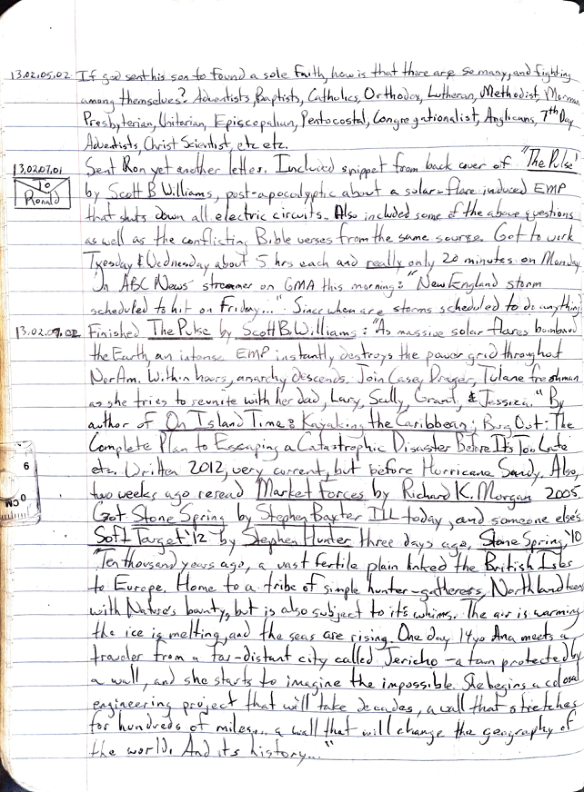 13.02.05.02 If god sent his son to found a sole Faith, how is that there are so many, and fighting
among themselves? Adventists, Baptists, Catholics, Orthodox, Lutheran, Methodist, Mormon
Presbyterian, Unitarian, Episcepalian, Pentocostal, Congregationalist, Anglicans, 7th Day
Adventists, Christ Scientist, etc etc.
13.02.07.01 Sent Ron yet another letter. Included snippet from back cover of "The Pulse"
To Ronald
by Scott B Williams, post-apocolyptic about a solar-flare induced EMP
that shuts down all electric circuits. Also included some of the above questions
as well as the conflicting Bible verses from the same source. Got to work
Tuesday & Wednesday about 5 hrs each and really only 20 minutes on Monday.
On ABC News' streamer on GMA this morning: "New England storm
scheduled to hit on Friday..." Since when are storms scheduled to do anything
13.02.07.02 Finished The Pulse by Scott B Williams: "As massive solar flares bombard
the Earth, an intense EMP instantly destroys the power grid throughout
NorAm. Within hours, anarchy descends. Join Casey Drager, Tulane freshman
as she tries to reunite with her dad, Lary, Scully, Grant, & Jessica." By
author of On Island Time: Kayaking the Caribbean; Bug Out: The
Complete Plan to Escaping a Catastrophic Disaster Before It's Too Late
etc. Written 2012, very current, but before Hurricane Sandy. Also,
two weeks ago reread Market Forces by Richard K. Morgan 2005.
Got Stone Spring by Stephen Baxter ILL today, and someone else's
Soft Target '12 by Stephen Hunter three days ago. Stone Spring, '10
"Ten thousand years ago, a vast fertile plain linked the British Isles
to Europe. Home to a tribe of simple hunter-gatherers, Northland teems
with Nature's bounty, but is also subject to it's whims. The air is warming
the ice is melting, and the seas are rising. One day 14yo Ana meets a
traveler from a far-distant city called Jericho - a town protected by
a wall, and she starts to imagine the impossible. She begins a colosal
engineering project that will take decades, a wall that stretches
for hundreds of miles... a wall that will change the geography of
the world. And its history..."
6